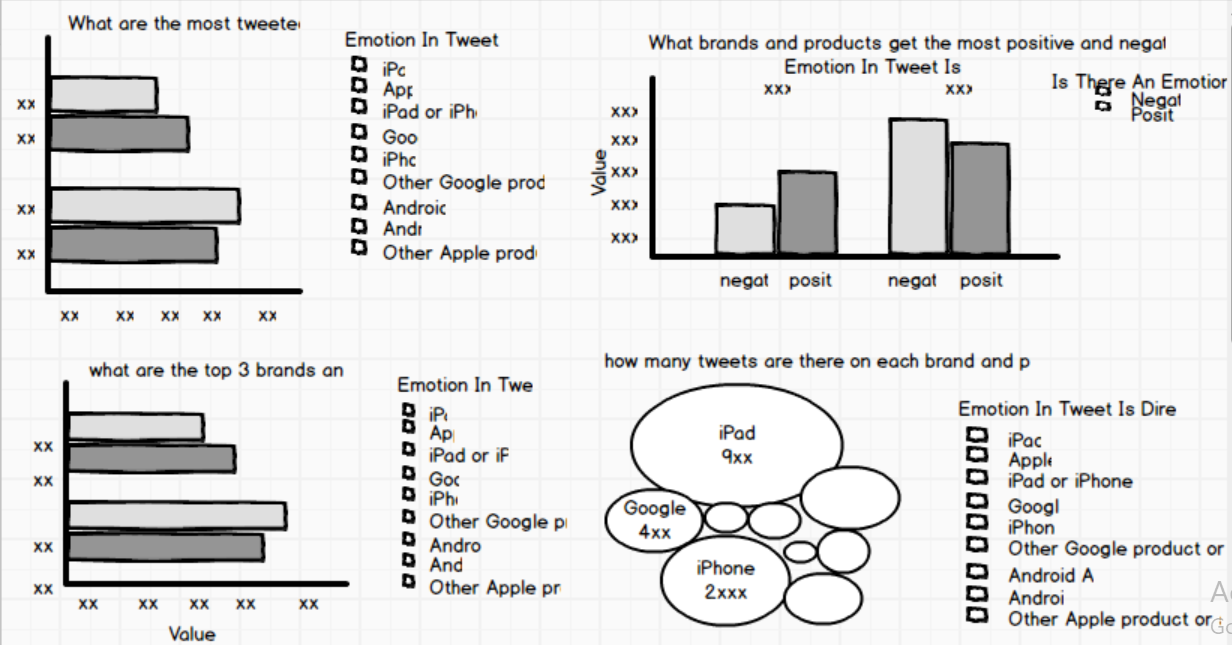 What are the most tweete
Emotion In Tweet
iPc
App
iPad or iPh
Goo
iPhc
Other Google prod
Android
Andr
Other Apple prod
xx
xx
xx
xx
xx xx xx xx xx
What brands and products get the most positive and negat
Emotion In Tweet Is
xxx xxx
Is There An Emotion
Negat
Posit
Value
xxx
xxx
xxx
xxx
xxx
negat posit negat posit
what are the top 3 brands an
Emotion In Twe
iPa
App
iPad or iP
Goo
iPh
Other Google pr
Andro
And
Other Apple pr
xx
xx
xx
xx
xx xx xx xx xx
Value
how many tweets are there on each brand and p
iPad
9xx
Google
4xx
iPhone
2xxx
Emotion In Tweet Is Dire
iPac
Apple
iPad or iPhone
Googl
iPhon
Other Google product or
Android A
Androi
Other Apple product or